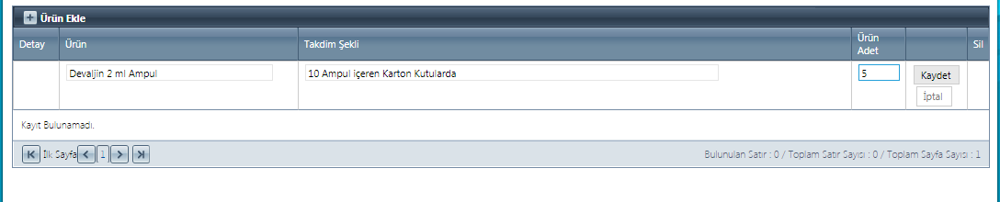 Ürün Ekle
Detay Ürün Takdim Şekli Ürün Adet Sil
Devaljin 2 ml Ampul 10 Ampul içeren Karton Kutularda 5 Kaydet
İptal
Kayıt Bulunamadı.
İlk Sayfa 1 Bulunulan Satır : 0 / Toplam Satır Sayısı : 0 / Toplam Sayfa Sayısı : 1